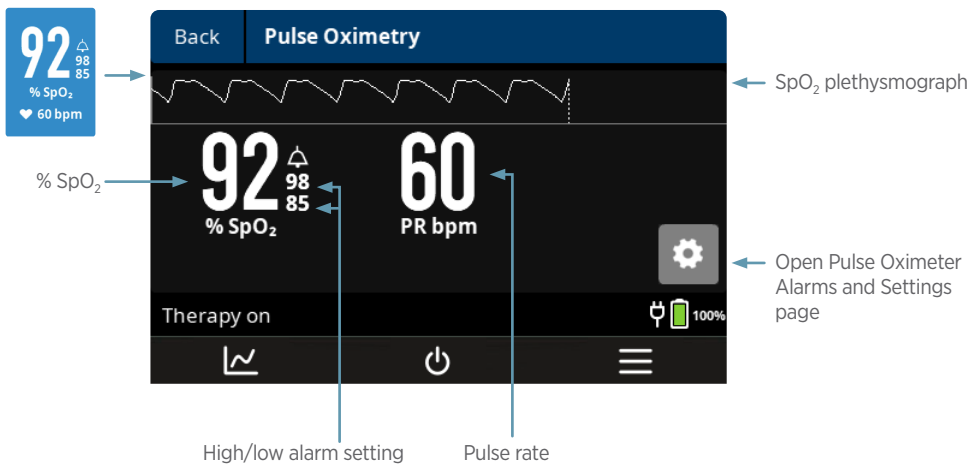 92
98
85
% SpO₂
60 bpm
Back
Pulse Oximetry
SpO₂ plethysmograph
% SpO₂
92
98
85
% SpO₂
60
PR bpm
Open Pulse Oximeter
Alarms and Settings
page
Therapy on
100%
High/low alarm setting
Pulse rate